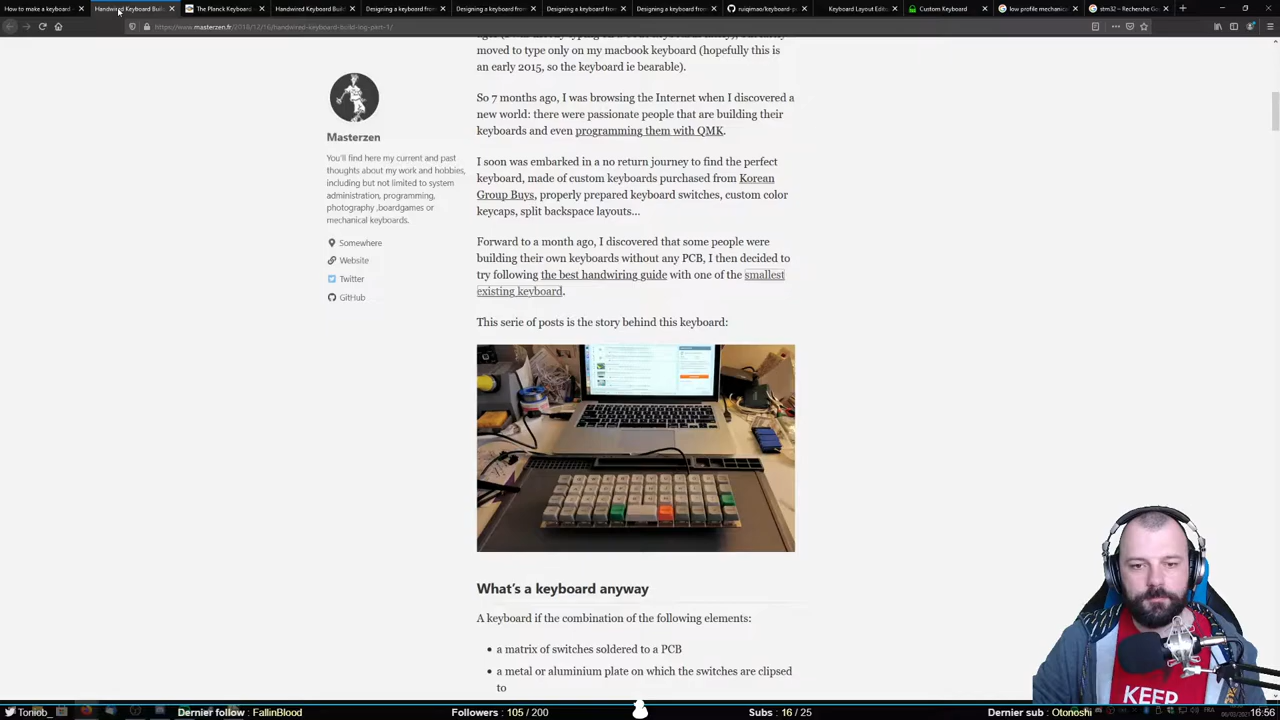 How to make a keyboard
Handwired Keyboard Buil
The Planck Keyboard
Handwired Keyboard Build
Designing a keyboard from
Designing a keyboard from
Designing a keyboard from
Designing a keyboard from
ruiqimao/keyboard-p
Keyboard Layout Edit
Custom Keyboard
low profile mechanic
stm32 - Recherche Go
https://www.masterzen.fr/2018/12/16/handwired-keyboard-build-log-part-1/
moved to type only on my macbook keyboard (hopefully this is
an early 2015, so the keyboard ie bearable).
So 7 months ago, I was browsing the Internet when I discovered a
new world: there were passionate people that are building their
keyboards and even programming them with QMK.
I soon was embarked in a no return journey to find the perfect
keyboard, made of custom keyboards purchased from Korean
Group Buys, properly prepared keyboard switches, custom color
keycaps, split backspace layouts…
Forward to a month ago, I discovered that some people were
building their own keyboards without any PCB, I then decided to
try following the best handwiring guide with one of the smallest
existing keyboard.
This serie of posts is the story behind this keyboard:
What's a keyboard anyway
A keyboard if the combination of the following elements:
a matrix of switches soldered to a PCB
a metal or aluminium plate on which the switches are clipsed
to
Masterzen
You'll find here my current and past
thoughts about my work and hobbies,
including but not limited to system
administration, programming,
photography ,boardgames or
mechanical keyboards.
Somewhere
Website
Twitter
GitHub
KEEP
Toriiob_
Dernier follow : FallinBlood
Followers : 105 / 200
Subs : 16 / 25
Dernier sub : Otonoshi
16:56